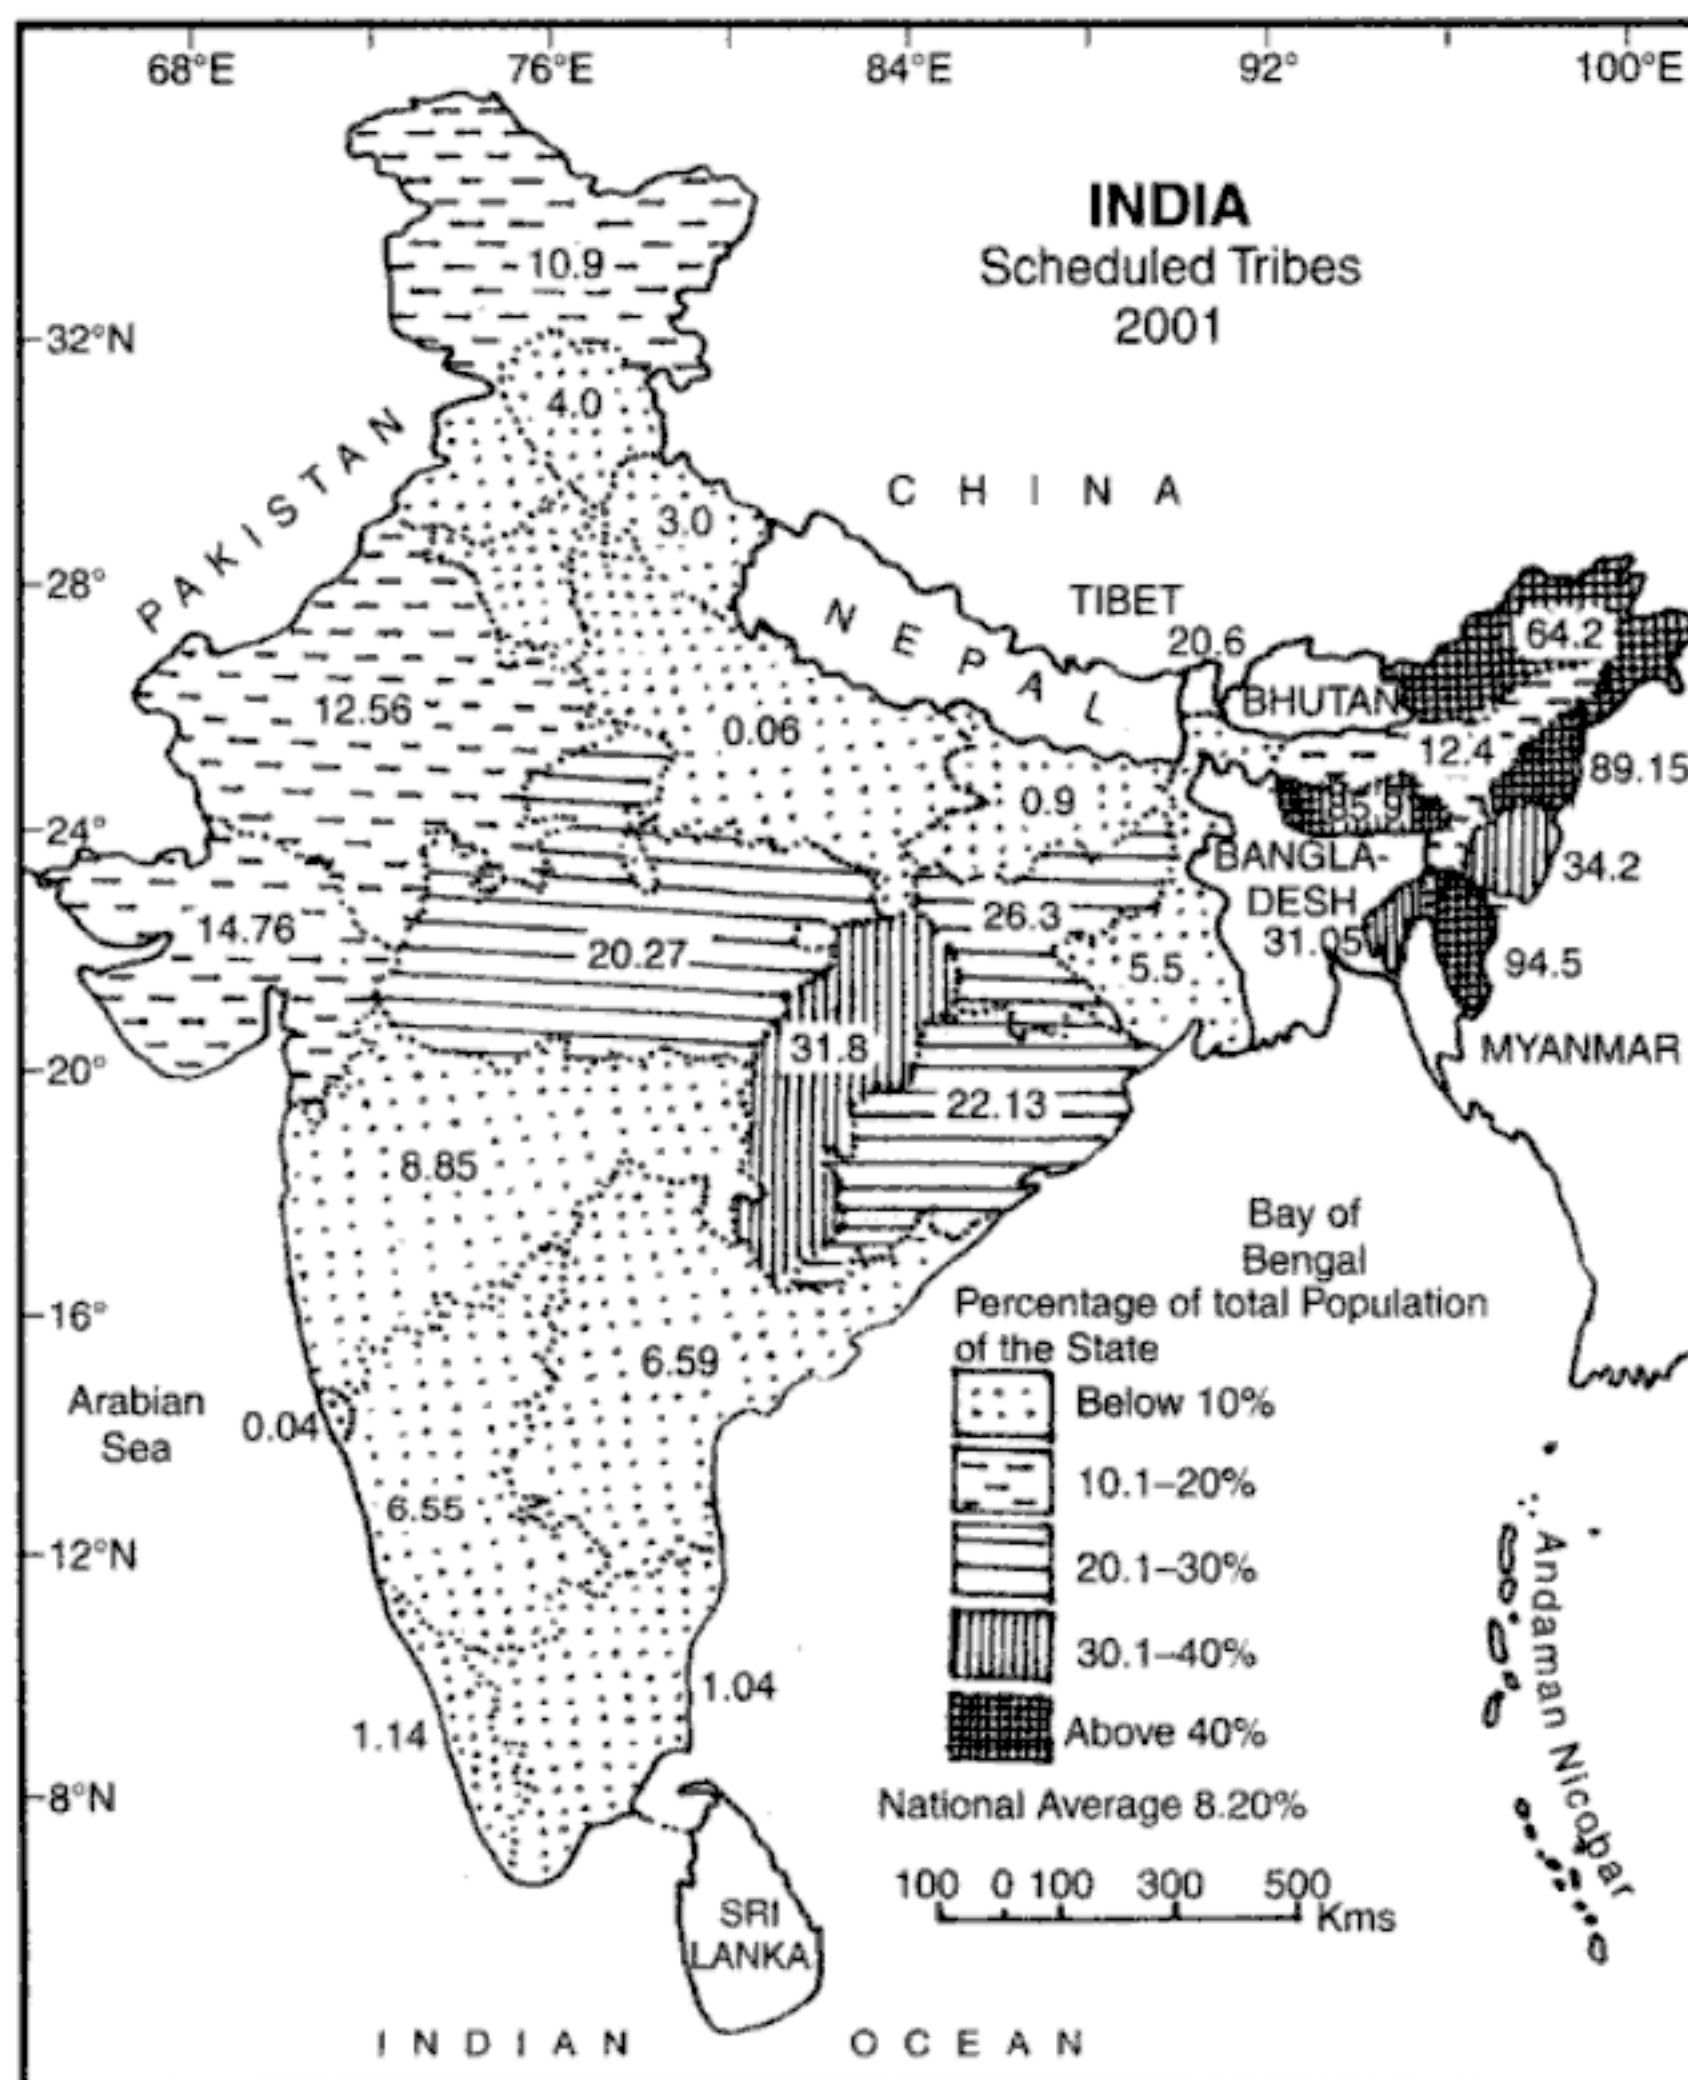 68°E 76°E 84°E 92° 100°E
INDIA
Scheduled Tribes
2001
10.9
32°N
4.0
PAKISTAN
CHINA
3.0
28°
TIBET
20.6
NEPAL
64.2
BHUTAN
12.56
0.06
12.4
89.15
0.9
85.9
24°
BANGLA-
DESH
34.2
14.76
26.3
31.05
20.27
5.5
94.5
31.8
MYANMAR
20°
22.13
8.85
Bay of
Bengal
16°
Percentage of total Population
of the State
6.59
Arabian
Sea
0.04
Below 10%
10.1–20%
6.55
12°N
20.1–30%
30.1–40%
1.04
1.14
Above 40%
Andaman Nicobar
8°N
National Average 8.20%
100 0 100 300 500
Kms
SRI
LANKA
INDIAN OCEAN